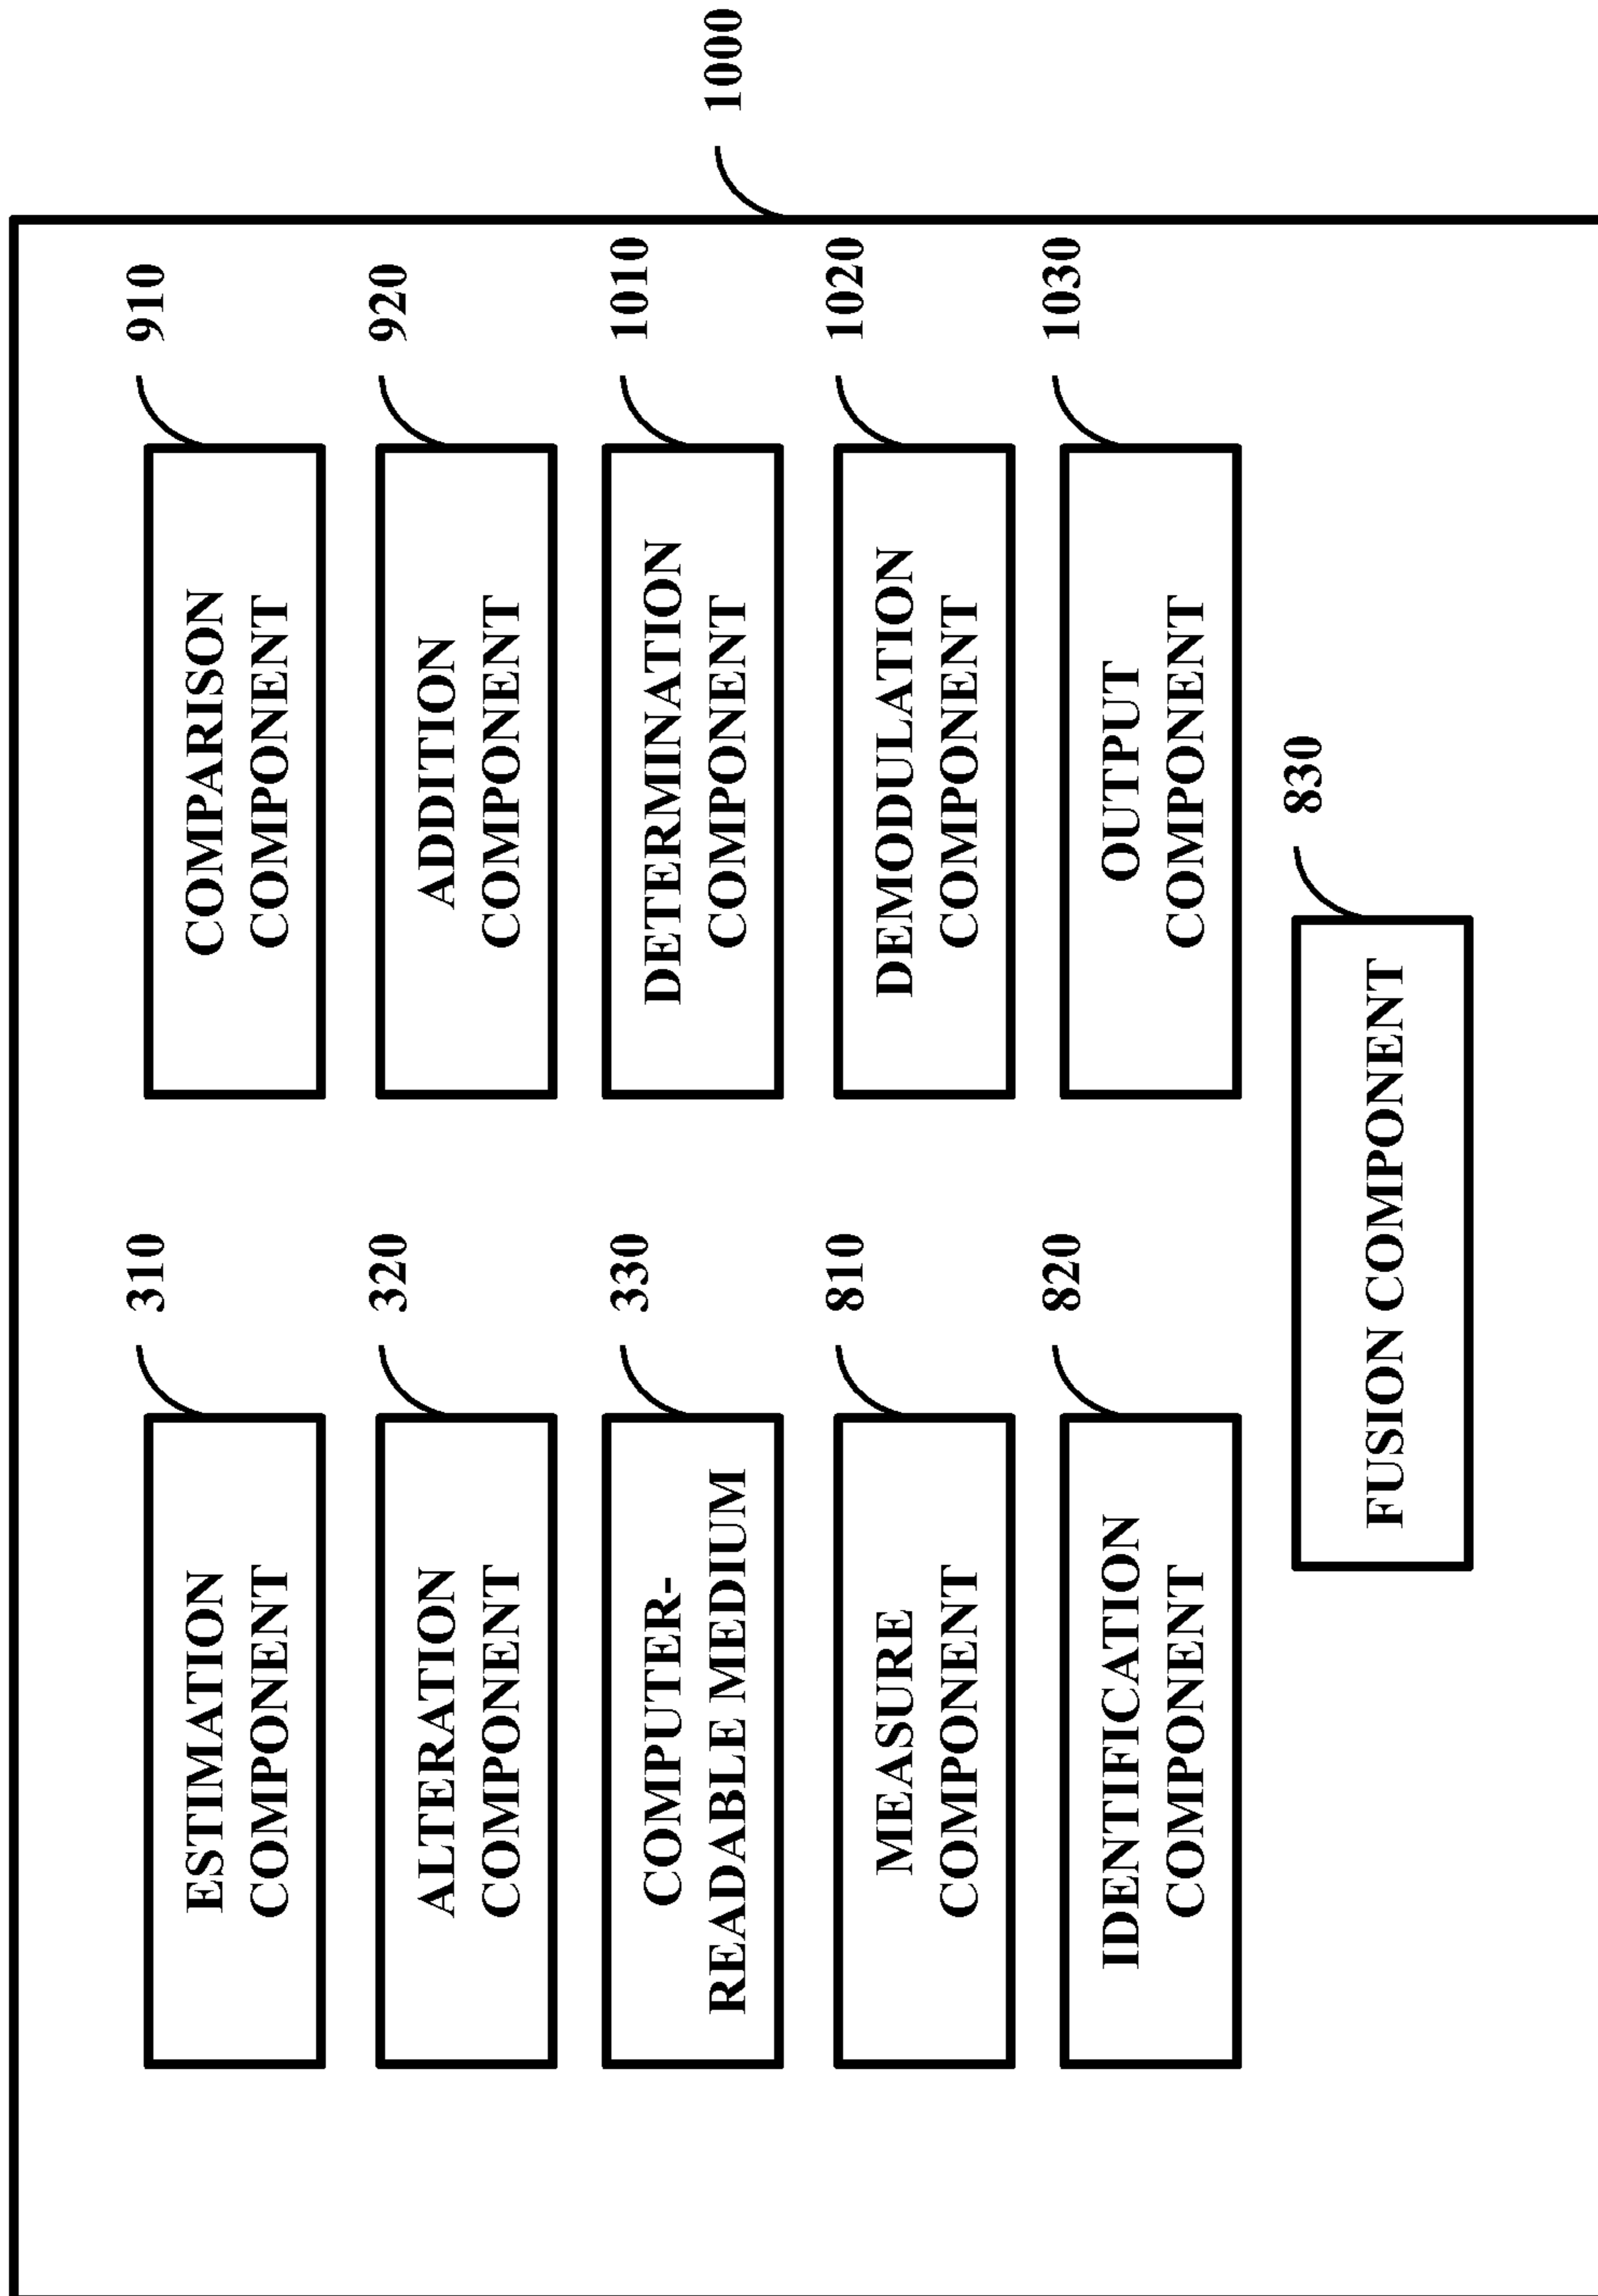 1000
310
ESTIMATION
COMPONENT
910
COMPARISON
COMPONENT
320
ALTERATION
COMPONENT
920
ADDITION
COMPONENT
330
COMPUTER-
READABLE MEDIUM
1010
DETERMINATION
COMPONENT
810
MEASURE
COMPONENT
1020
DEMODULATION
COMPONENT
820
IDENTIFICATION
COMPONENT
1030
OUTPUT
COMPONENT
830
FUSION COMPONENT